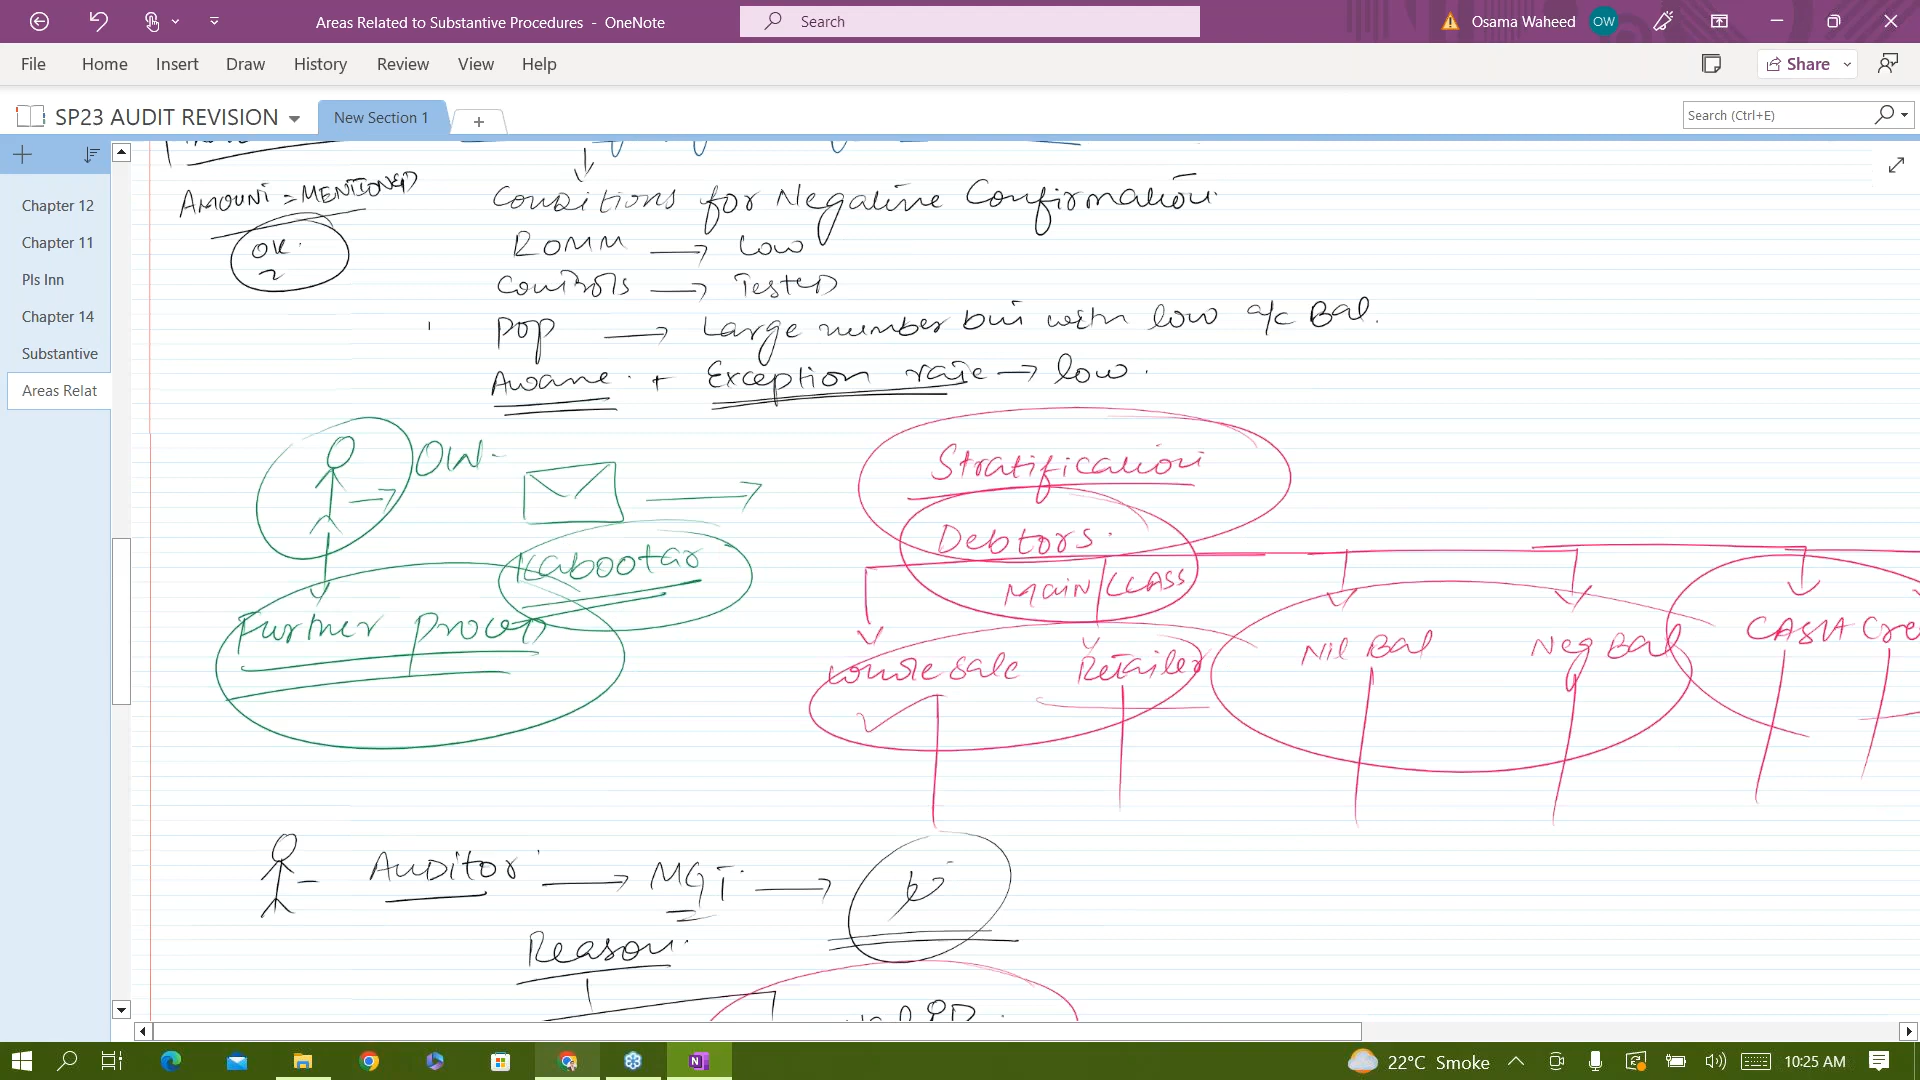 Areas Related to Substantive Procedures - OneNote
Search
Osama Waheed
OW
File Home Insert Draw History Review View Help
Share
SP23 AUDIT REVISION
New Section 1
Search (Ctrl+E)
Chapter 12
Chapter 11
PIs Inn
Chapter 14
Substantive
Areas Relat
AMOUNT = MENTIONED
OK.
Conditions for Negative Confirmation.
ROMM → Low
Controls → Tested
POP → Large number but with low a/c Bal.
Aware + Exception rate → low.
OW
Kabootar
Further Proced
Stratification
Debtors.
Main/CLASS
Whole sale Retailer Nil Bal Neg Bal CASH Cre
Auditor → MGT. →
Reason.
22°C Smoke
10:25 AM